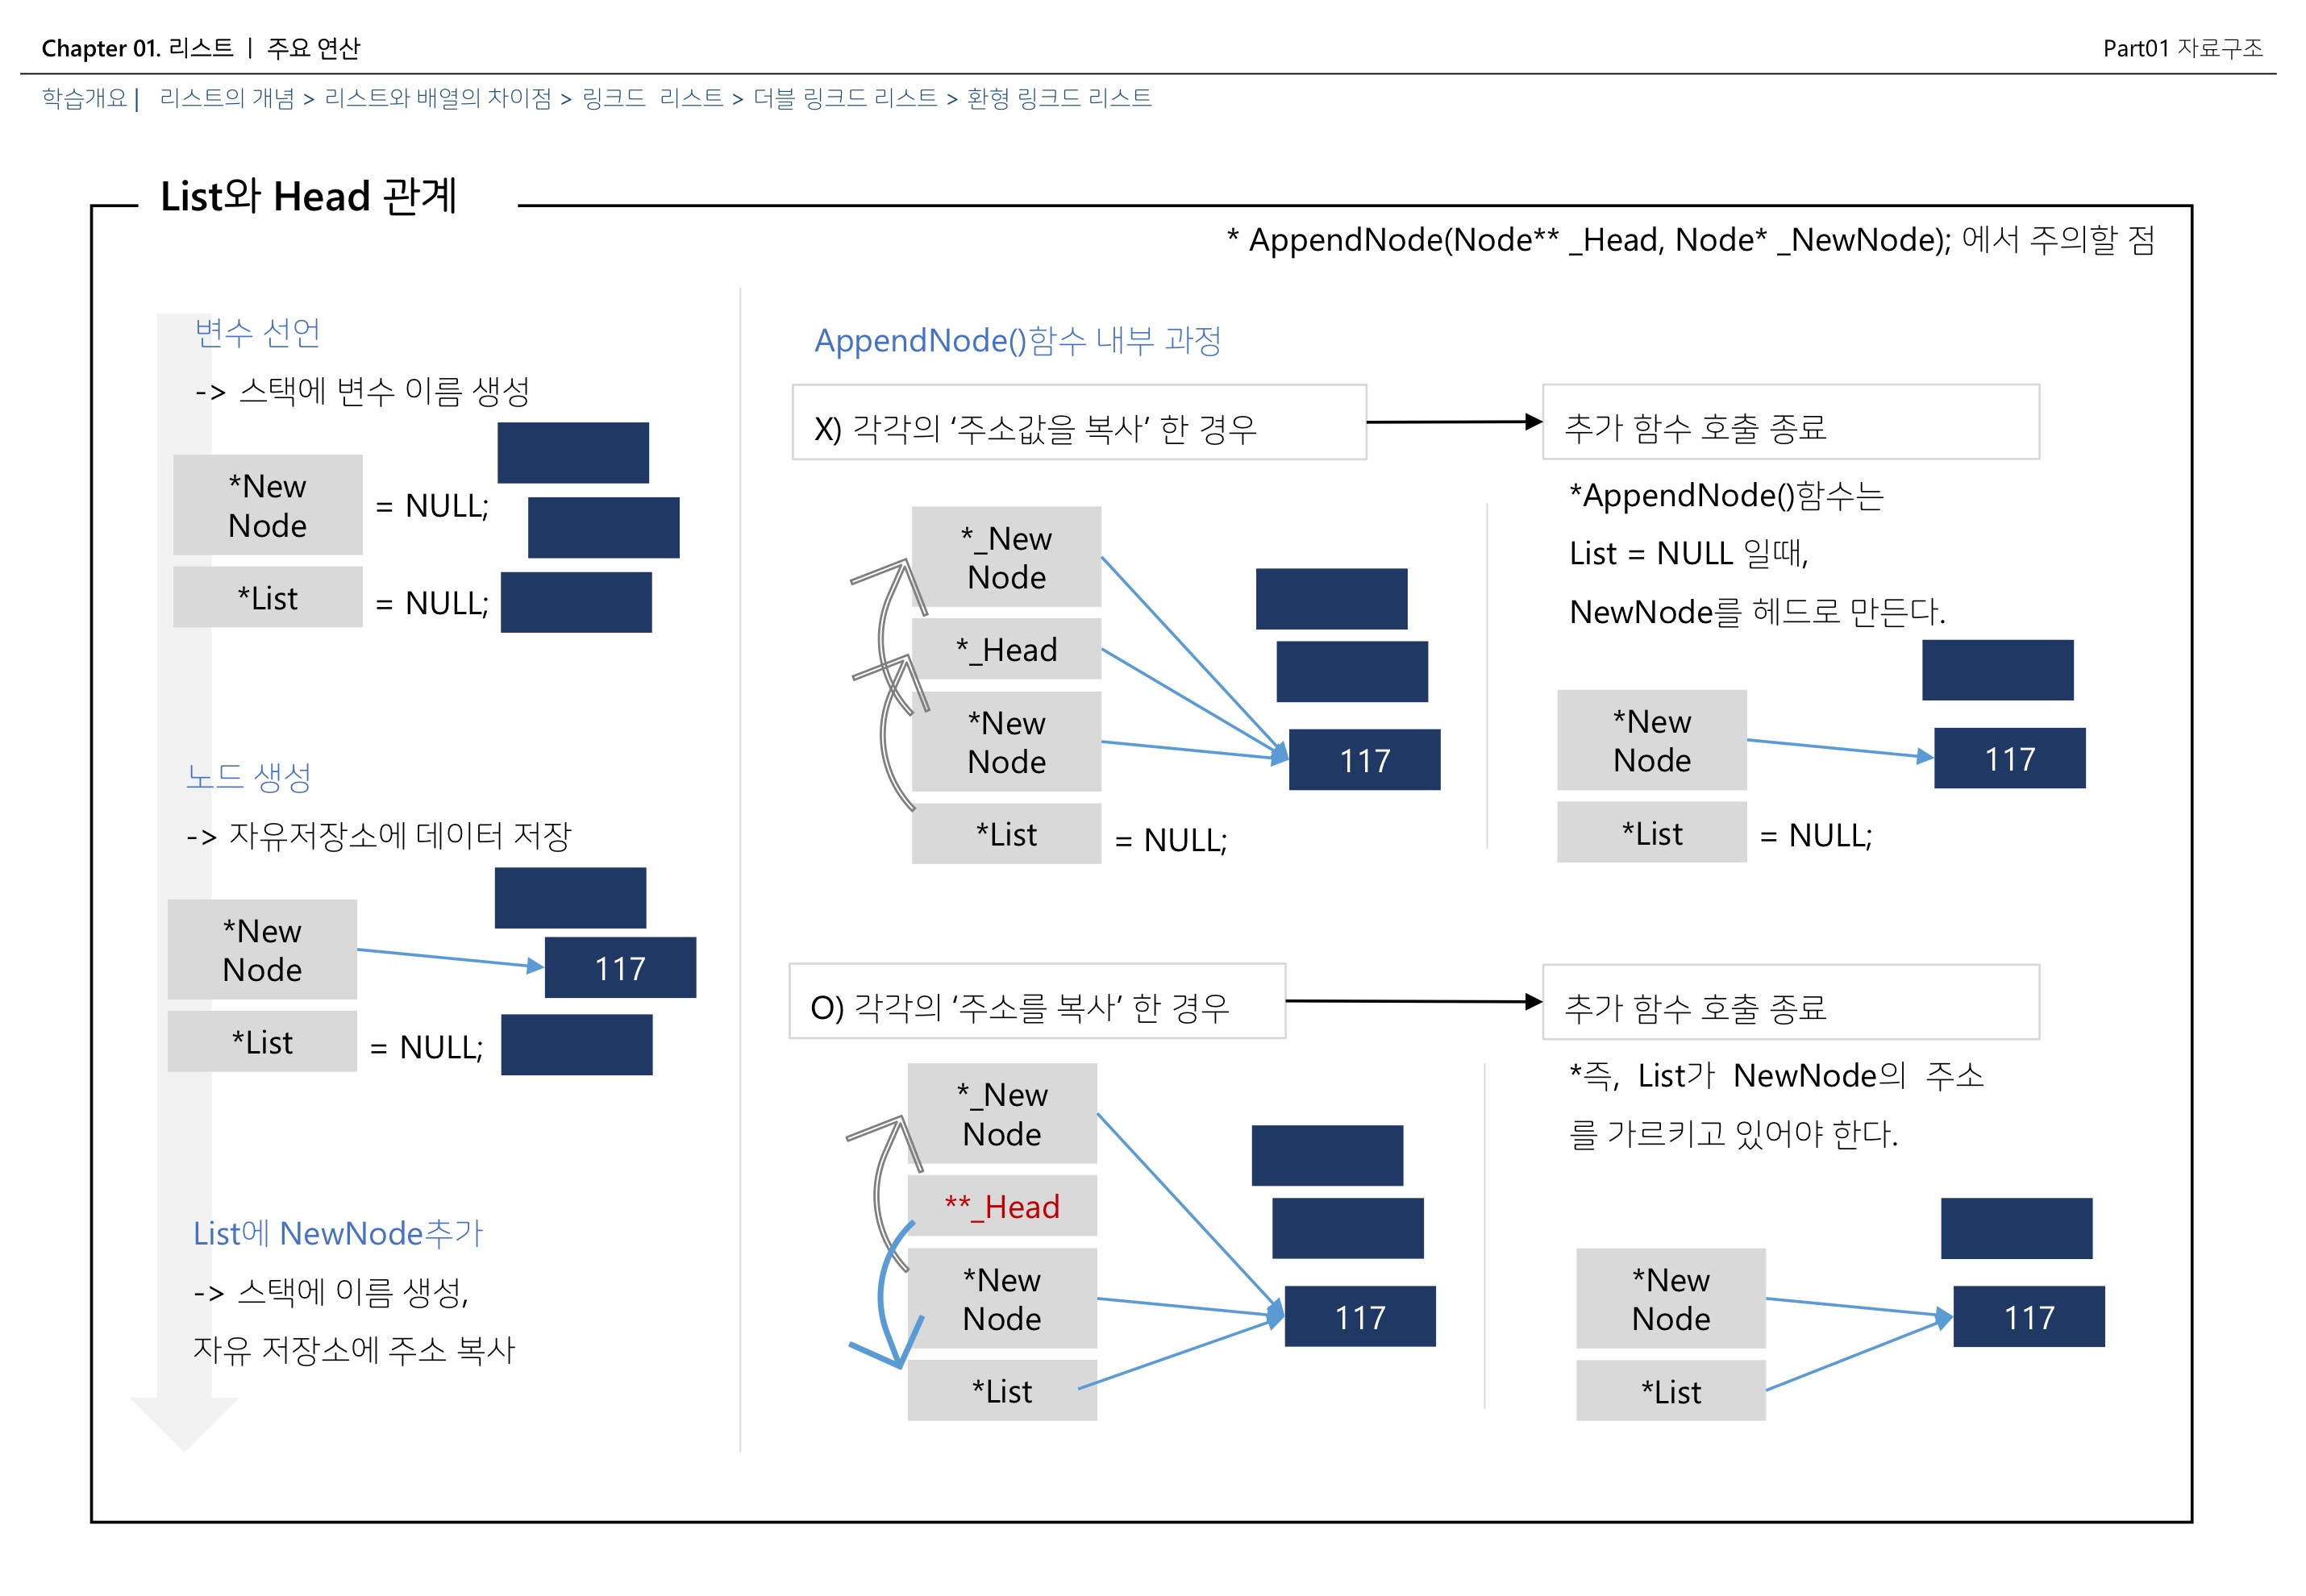 Chapter 01. 리스트 ㅣ 주요 연산
Part01 자료구조
학습개요 | 리스트의 개념 > 리스트와 배열의 차이점 > 링크드 리스트 > 더블 링크드 리스트 > 환형 링크드 리스트
List와 Head 관계
* AppendNode(Node** _Head, Node* _NewNode); 에서 주의할 점
변수 선언
-> 스택에 변수 이름 생성
*New
Node
= NULL;
*List
= NULL;
노드 생성
-> 자유저장소에 데이터 저장
*New
Node
117
*List
= NULL;
List에 NewNode추가
-> 스택에 이름 생성,
자유 저장소에 주소 복사
AppendNode()함수 내부 과정
X) 각각의 ‘주소값을 복사’ 한 경우
추가 함수 호출 종료
*_New
Node
*_Head
*New
Node
117
*List
= NULL;
*AppendNode()함수는
List = NULL 일때,
NewNode를 헤드로 만든다.
*New
Node
117
*List
= NULL;
O) 각각의 ‘주소를 복사’ 한 경우
추가 함수 호출 종료
*_New
Node
**_Head
*New
Node
117
*List
*즉, List가 NewNode의 주소
를 가르키고 있어야 한다.
*New
Node
117
*List